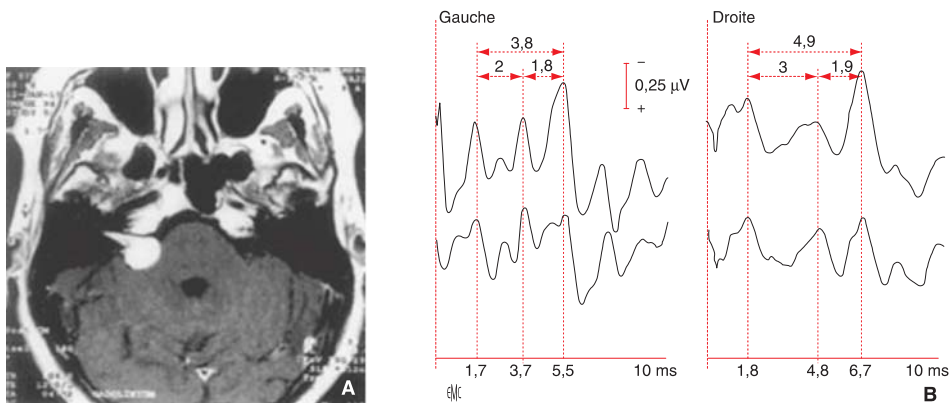 Gauche
3,8
2
1,8
−
0,25 μV
+
1,7
3,7
5,5
10 ms
Droite
4,9
3
1,9
1,8
4,8
6,7
10 ms
EMC
A
B